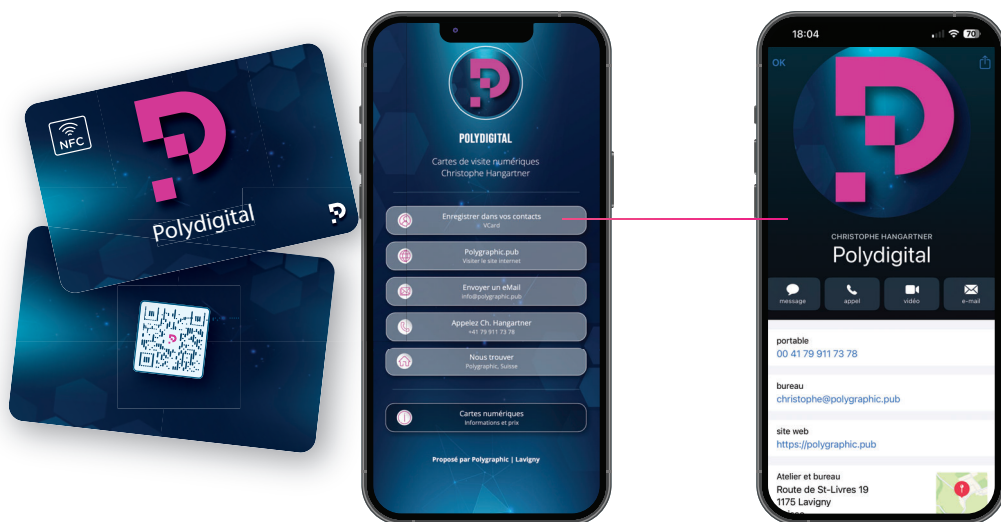 NFC
Polydigital
POLYDIGITAL
Cartes de visite numériques
Christophe Hangartner
Enregistrer dans vos contacts
VCard
Polygraphic.pub
Visiter le site internet
Envoyer un eMail
info@polygraphic.pub
Appelez Ch. Hangartner
+41 79 911 73 78
Nous trouver
Polygraphic, Suisse
Cartes numériques
Informations et prix
Proposé par Polygraphic | Lavigny
18:04
70
OK
CHRISTOPHE HANGARTNER
Polydigital
message
appel
vidéo
e-mail
portable
00 41 79 911 73 78
bureau
christophe@polygraphic.pub
site web
https://polygraphic.pub
Atelier et bureau
Route de St-Livres 19
1175 Lavigny